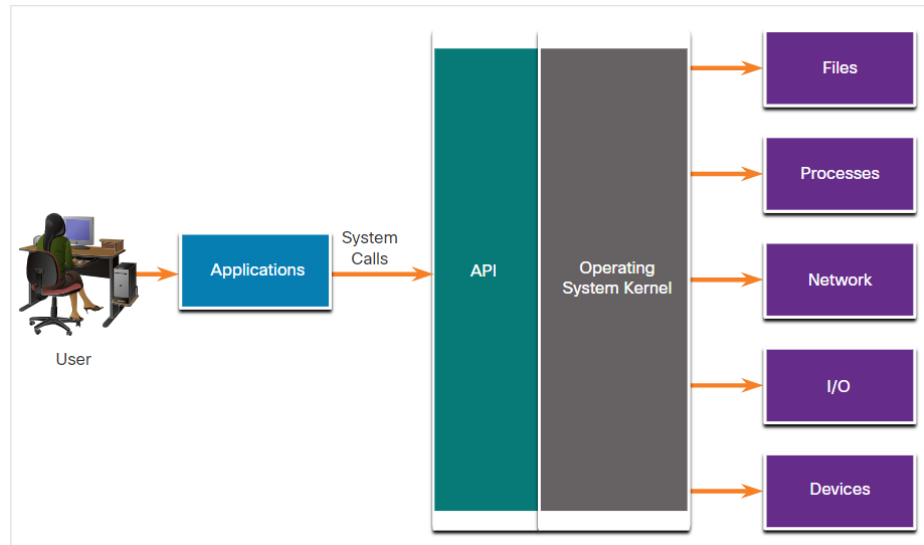 User
Applications
System
Calls
API
Operating
System Kernel
Files
Processes
Network
I/O
Devices